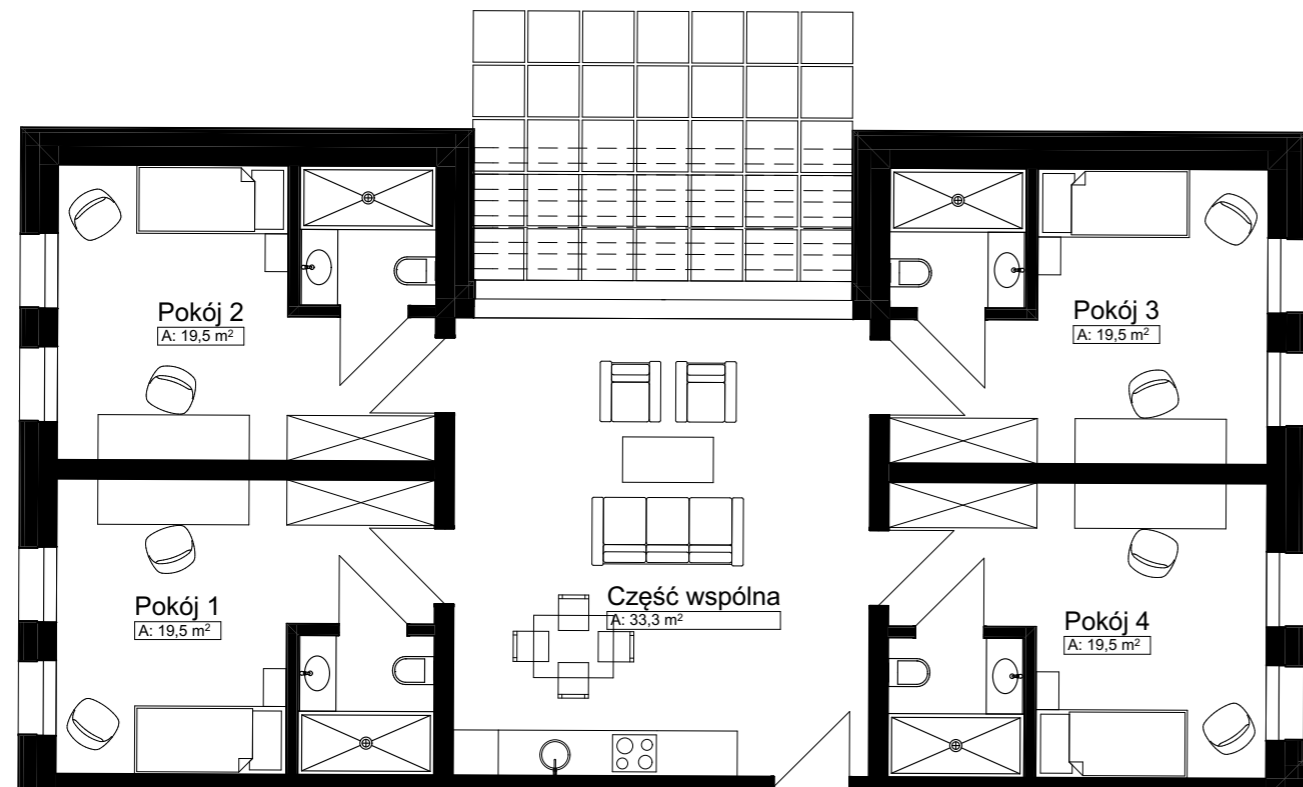 Pokój 2
A: 19,5 m²
Pokój 3
A: 19,5 m²
Pokój 1
A: 19,5 m²
Część wspólna
A: 33,3 m²
Pokój 4
A: 19,5 m²